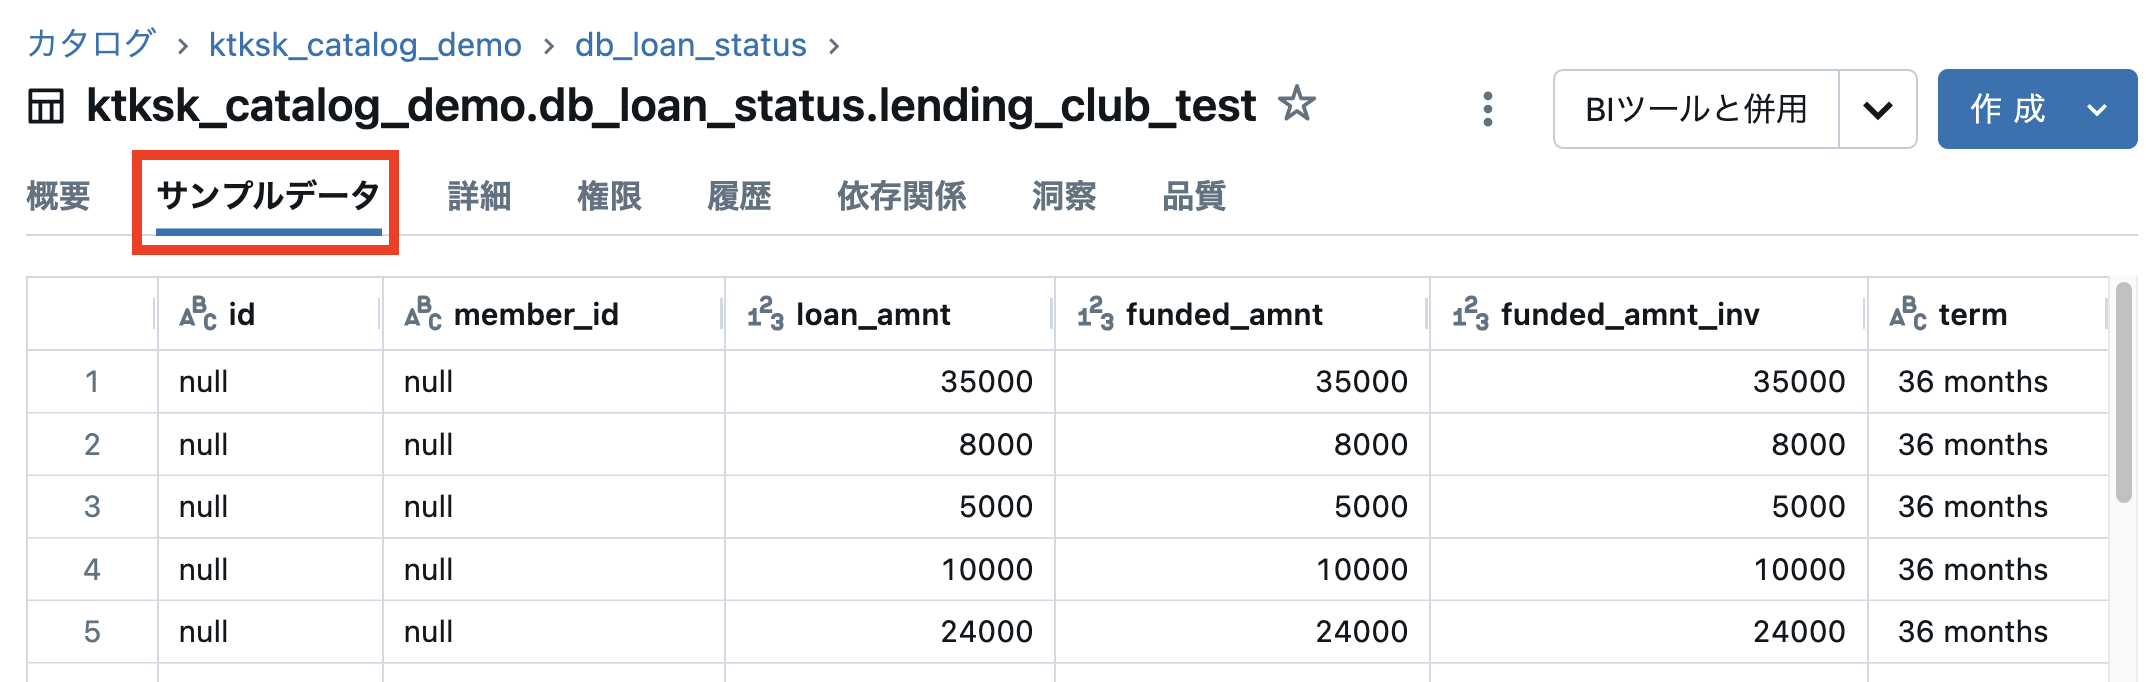 カタログ > ktksk_catalog_demo > db_loan_status >
ktksk_catalog_demo.db_loan_status.lending_club_test
BIツールと併用
作成
概要 サンプルデータ 詳細 権限 履歴 依存関係 洞察 品質
ABC id ABC member_id 123 loan_amnt 123 funded_amnt 123 funded_amnt_inv ABC term
1 null null 35000 35000 35000 36 months
2 null null 8000 8000 8000 36 months
3 null null 5000 5000 5000 36 months
4 null null 10000 10000 10000 36 months
5 null null 24000 24000 24000 36 months